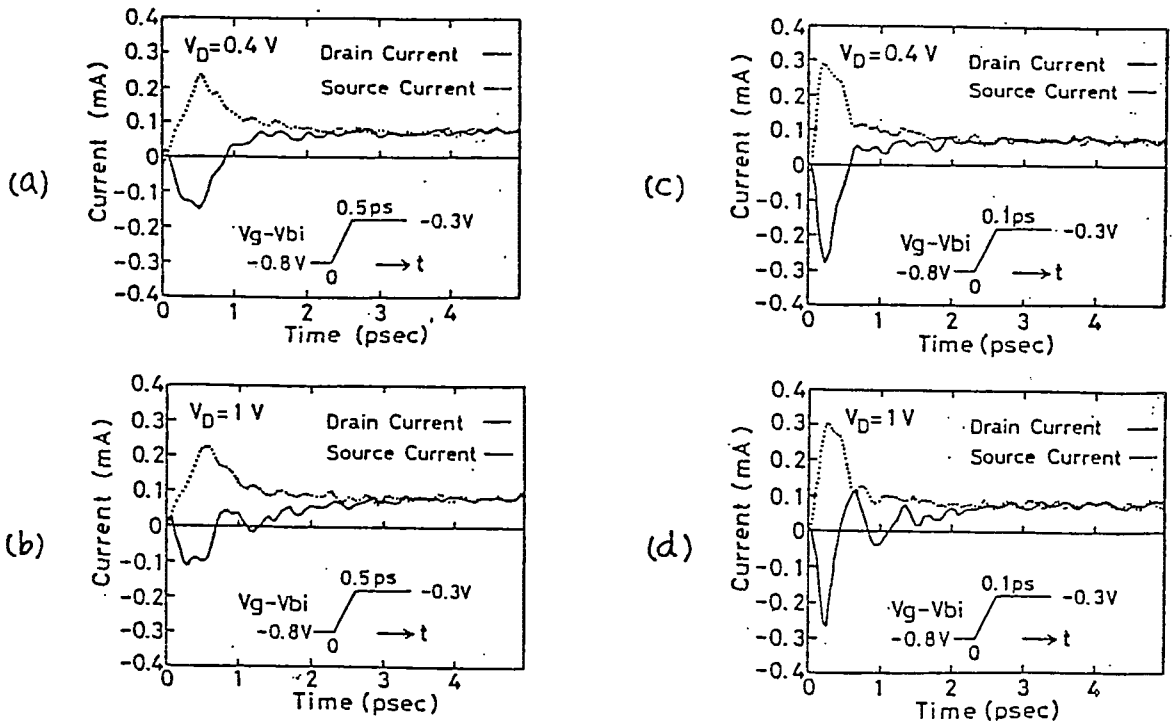 (a)
0.4
0.3
0.2
0.1
0
-0.1
-0.2
-0.3
-0.4
Current (mA)
VD=0.4 V
Drain Current —
Source Current —
0.5ps
Vg-Vbi
-0.8V
-0.3V
0
t
0 1 2 3 4
Time (psec)
(b)
0.4
0.3
0.2
0.1
0
-0.1
-0.2
-0.3
-0.4
Current (mA)
VD=1 V
Drain Current —
Source Current —
0.5ps
Vg-Vbi
-0.8V
-0.3V
0
t
0 1 2 3 4
Time (psec)
(c)
0.4
0.3
0.2
0.1
0
-0.1
-0.2
-0.3
-0.4
Current (mA)
VD=0.4 V
Drain Current —
Source Current —
0.1ps
Vg-Vbi
-0.8V
-0.3V
0
t
0 1 2 3 4
Time (psec)
(d)
0.4
0.3
0.2
0.1
0
-0.1
-0.2
-0.3
-0.4
Current (mA)
VD=1 V
Drain Current —
Source Current —
0.1ps
Vg-Vbi
-0.8V
-0.3V
0
t
0 1 2 3 4
Time (psec)